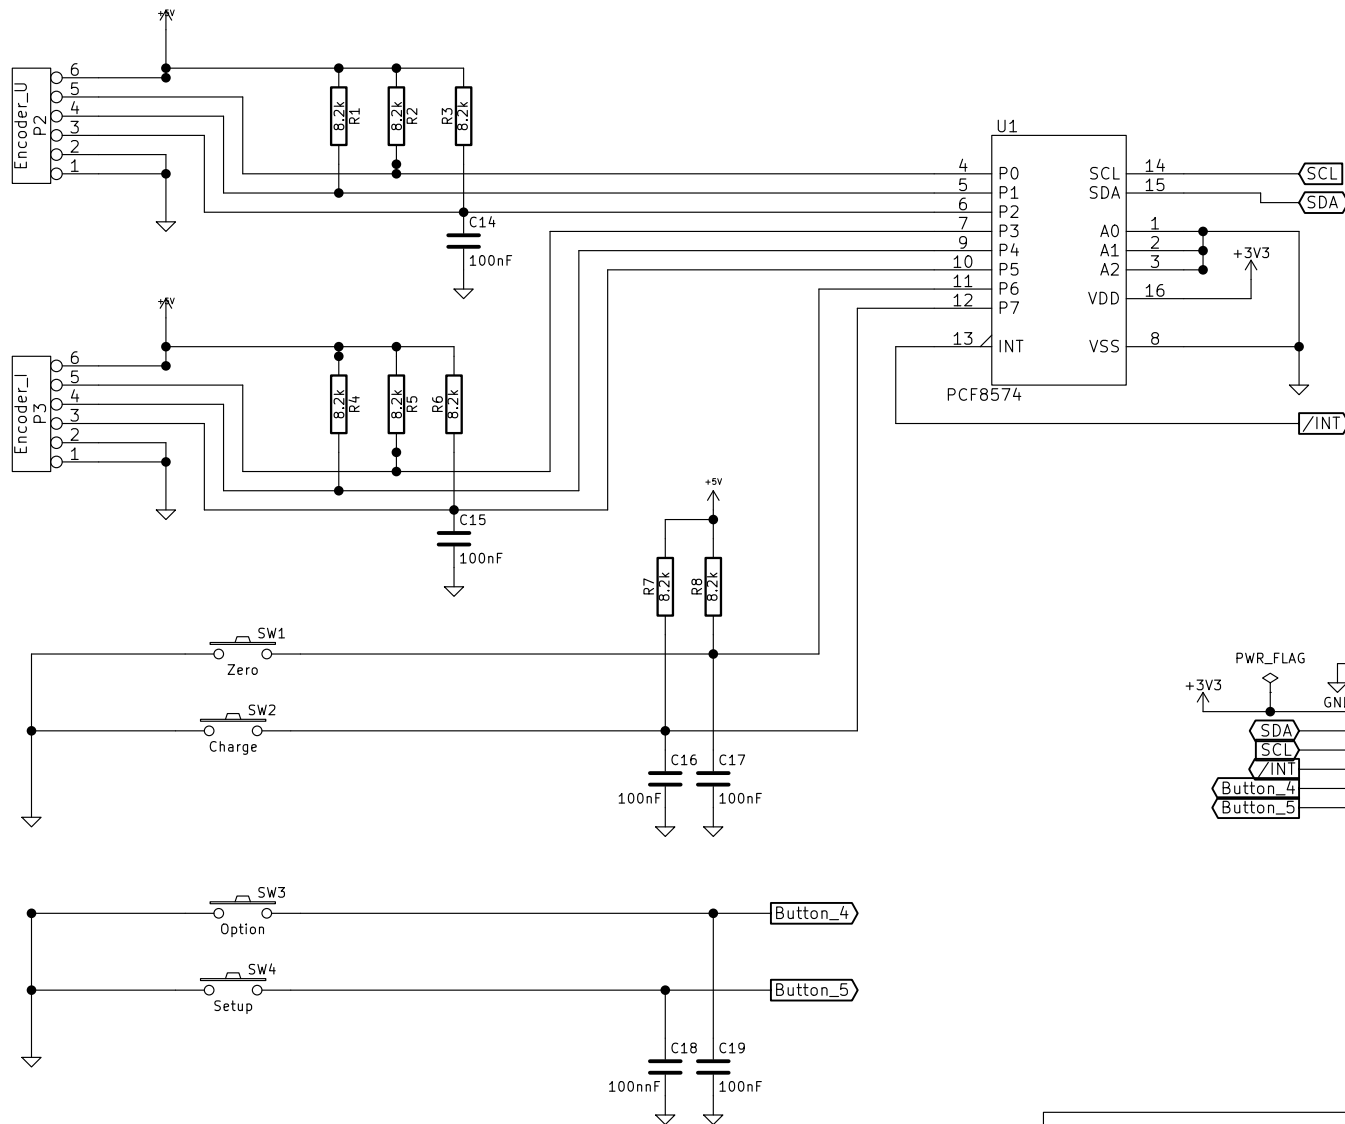 +5V
Encoder_U
P2
6
5
4
3
2
1
8.2k
R1
8.2k
R2
R3
8.2k
C14
100nF
U1
PCF8574
4 P0
5 P1
6 P2
7 P3
9 P4
10 P5
11 P6
12 P7
13 INT
SCL 14
SDA 15
A0 1
A1 2
A2 3
VDD 16
VSS 8
SCL
SDA
+3V3
/INT
+5V
Encoder_I
P3
6
5
4
3
2
1
8.2k
R4
8.2k
R5
R6
8.2k
C15
100nF
+5V
R7
8.2k
R8
8.2k
SW1
Zero
SW2
Charge
C16
100nF
C17
100nF
PWR_FLAG
+3V3
SDA
SCL
/INT
Button_4
Button_5
SW3
Option
Button_4
SW4
Setup
Button_5
C18
100nnF
C19
100nF